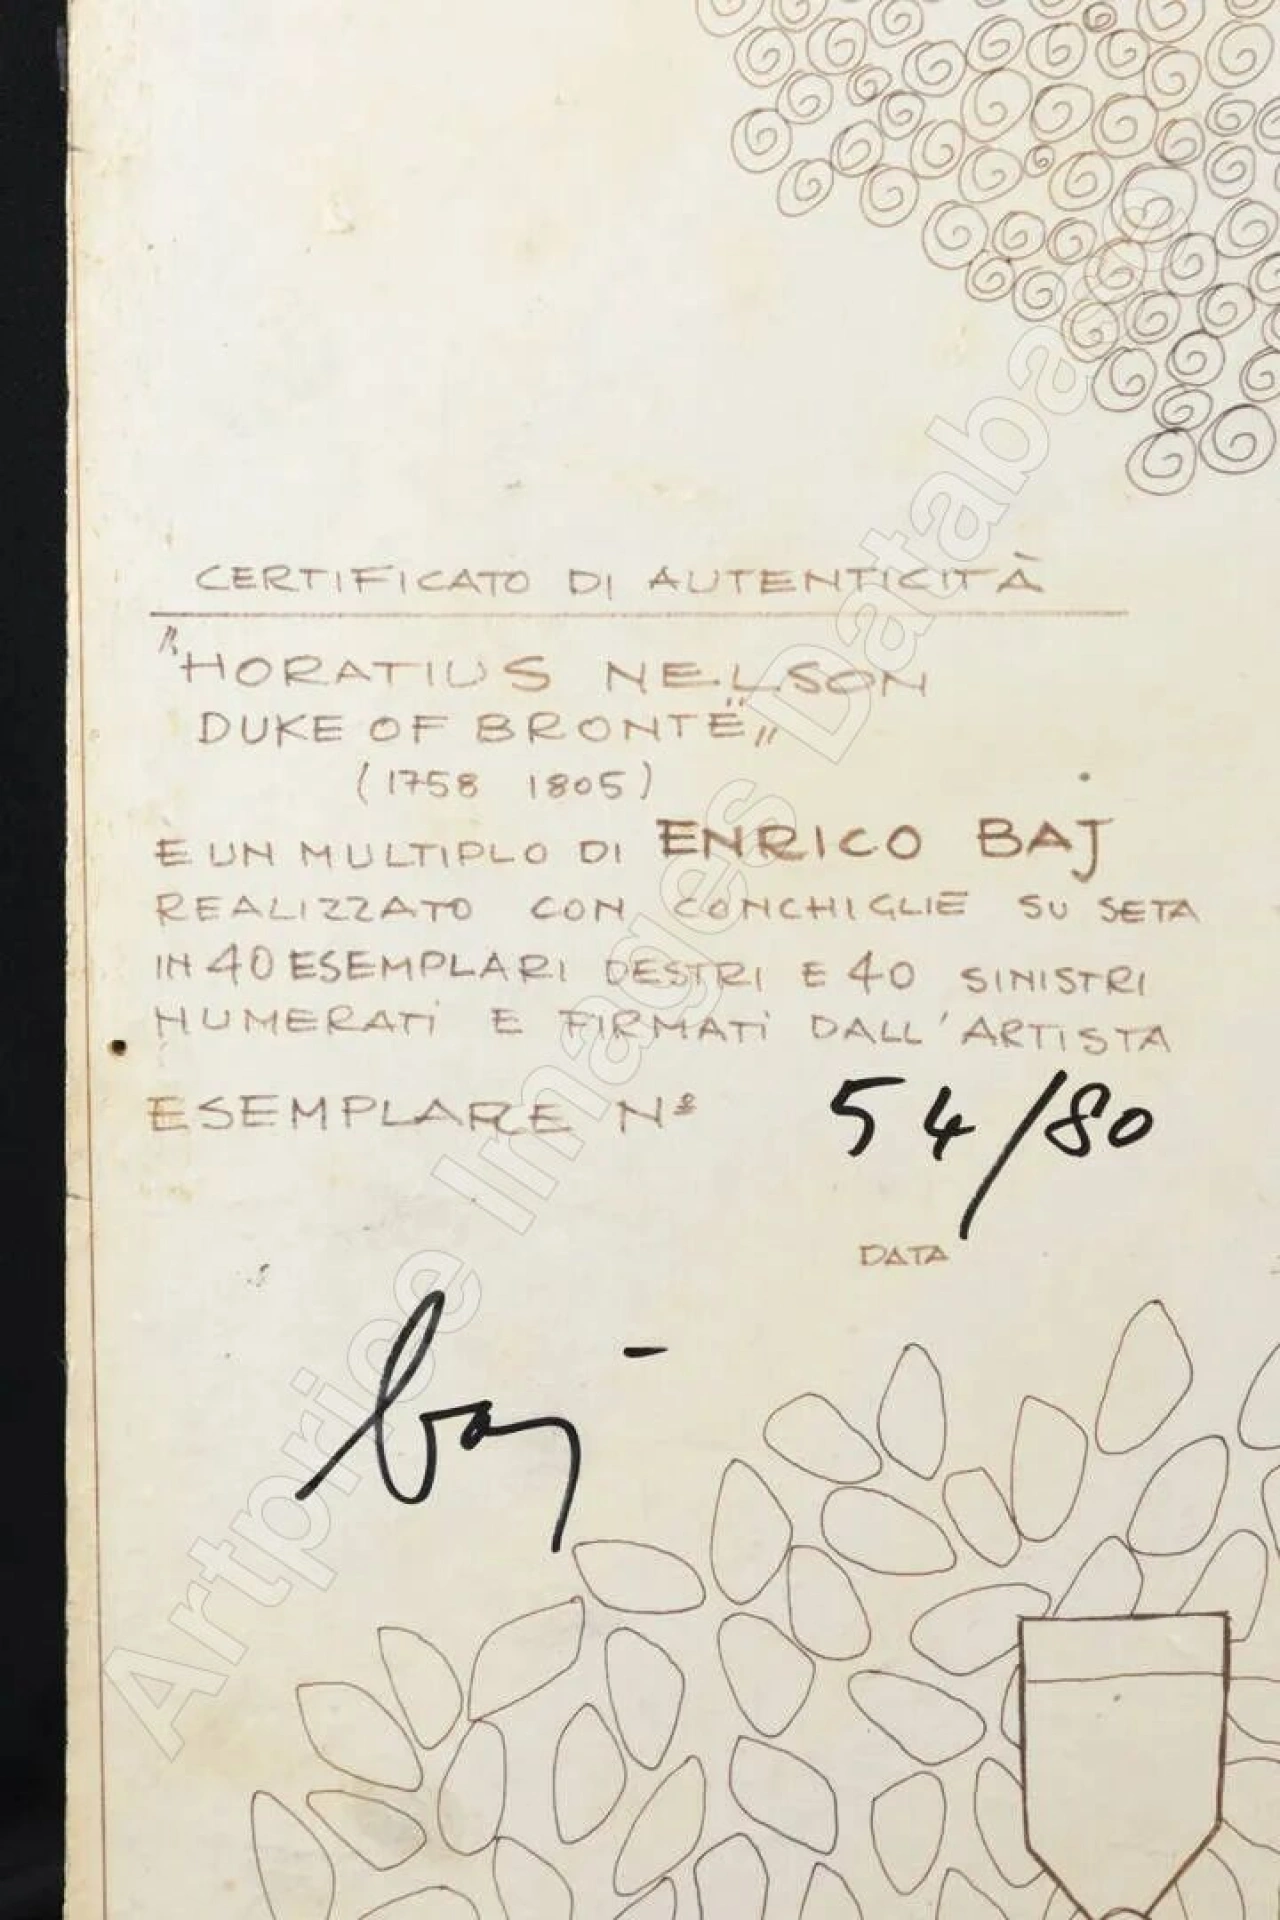 CERTIFICATO DI AUTENTICITÀ
"HORATIUS NELSON
DUKE OF BRONTË"
(1758 1805)
E UN MULTIPLO DI ENRICO BAJ
REALIZZATO CON CONCHIGLIE SU SETA
IN 40 ESEMPLARI DESTRI E 40 SINISTRI
NUMERATI E FIRMATI DALL'ARTISTA
ESEMPLARE Nº 54/80
DATA
baj
Artprice Images Database